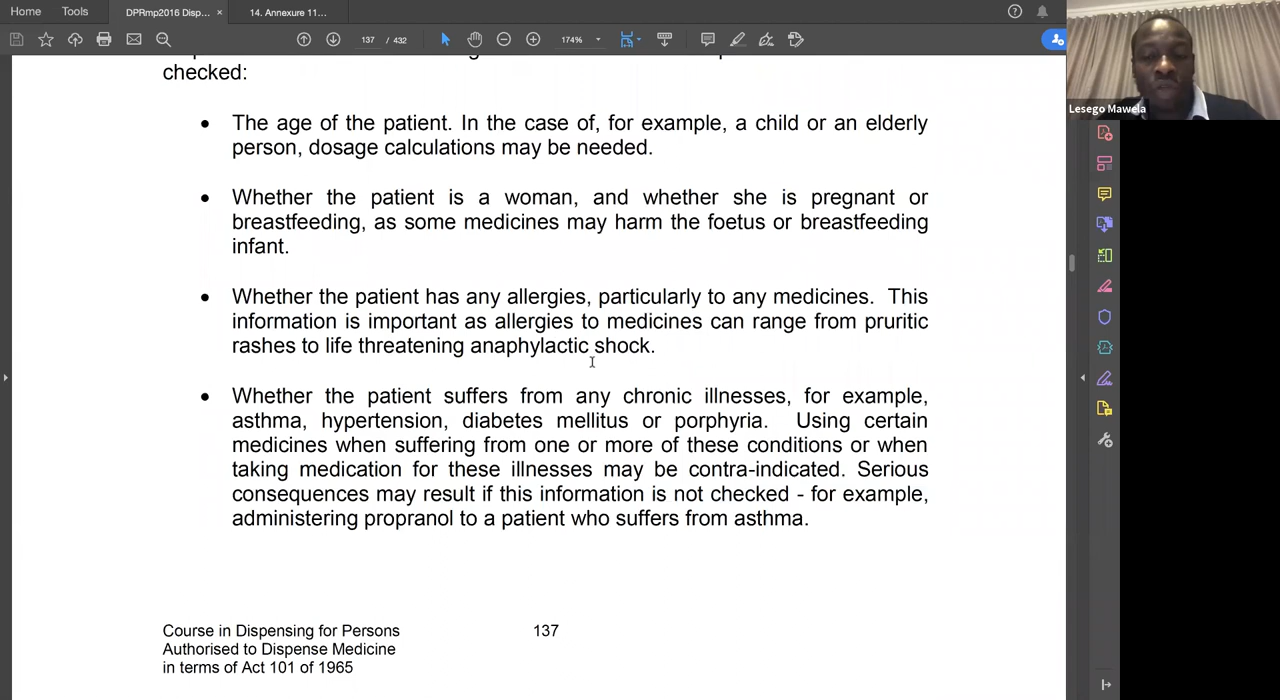 Home
Tools
DPRmp2016 Disp...
14. Annexure 11...
137 / 432
174%
Lesego Mawela
checked:
• The age of the patient. In the case of, for example, a child or an elderly
person, dosage calculations may be needed.
• Whether the patient is a woman, and whether she is pregnant or
breastfeeding, as some medicines may harm the foetus or breastfeeding
infant.
• Whether the patient has any allergies, particularly to any medicines. This
information is important as allergies to medicines can range from pruritic
rashes to life threatening anaphylactic shock.
• Whether the patient suffers from any chronic illnesses, for example,
asthma, hypertension, diabetes mellitus or porphyria. Using certain
medicines when suffering from one or more of these conditions or when
taking medication for these illnesses may be contra-indicated. Serious
consequences may result if this information is not checked - for example,
administering propranol to a patient who suffers from asthma.
Course in Dispensing for Persons
137
Authorised to Dispense Medicine
in terms of Act 101 of 1965